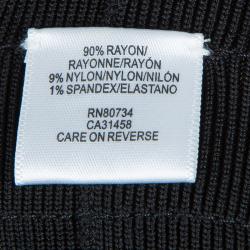 90% RAYON/
RAYONNE/RAYÓN
9% NYLON/NYLON/NILÓN
1% SPANDEX/ELASTANO
RN80734
CA31458
CARE ON REVERSE